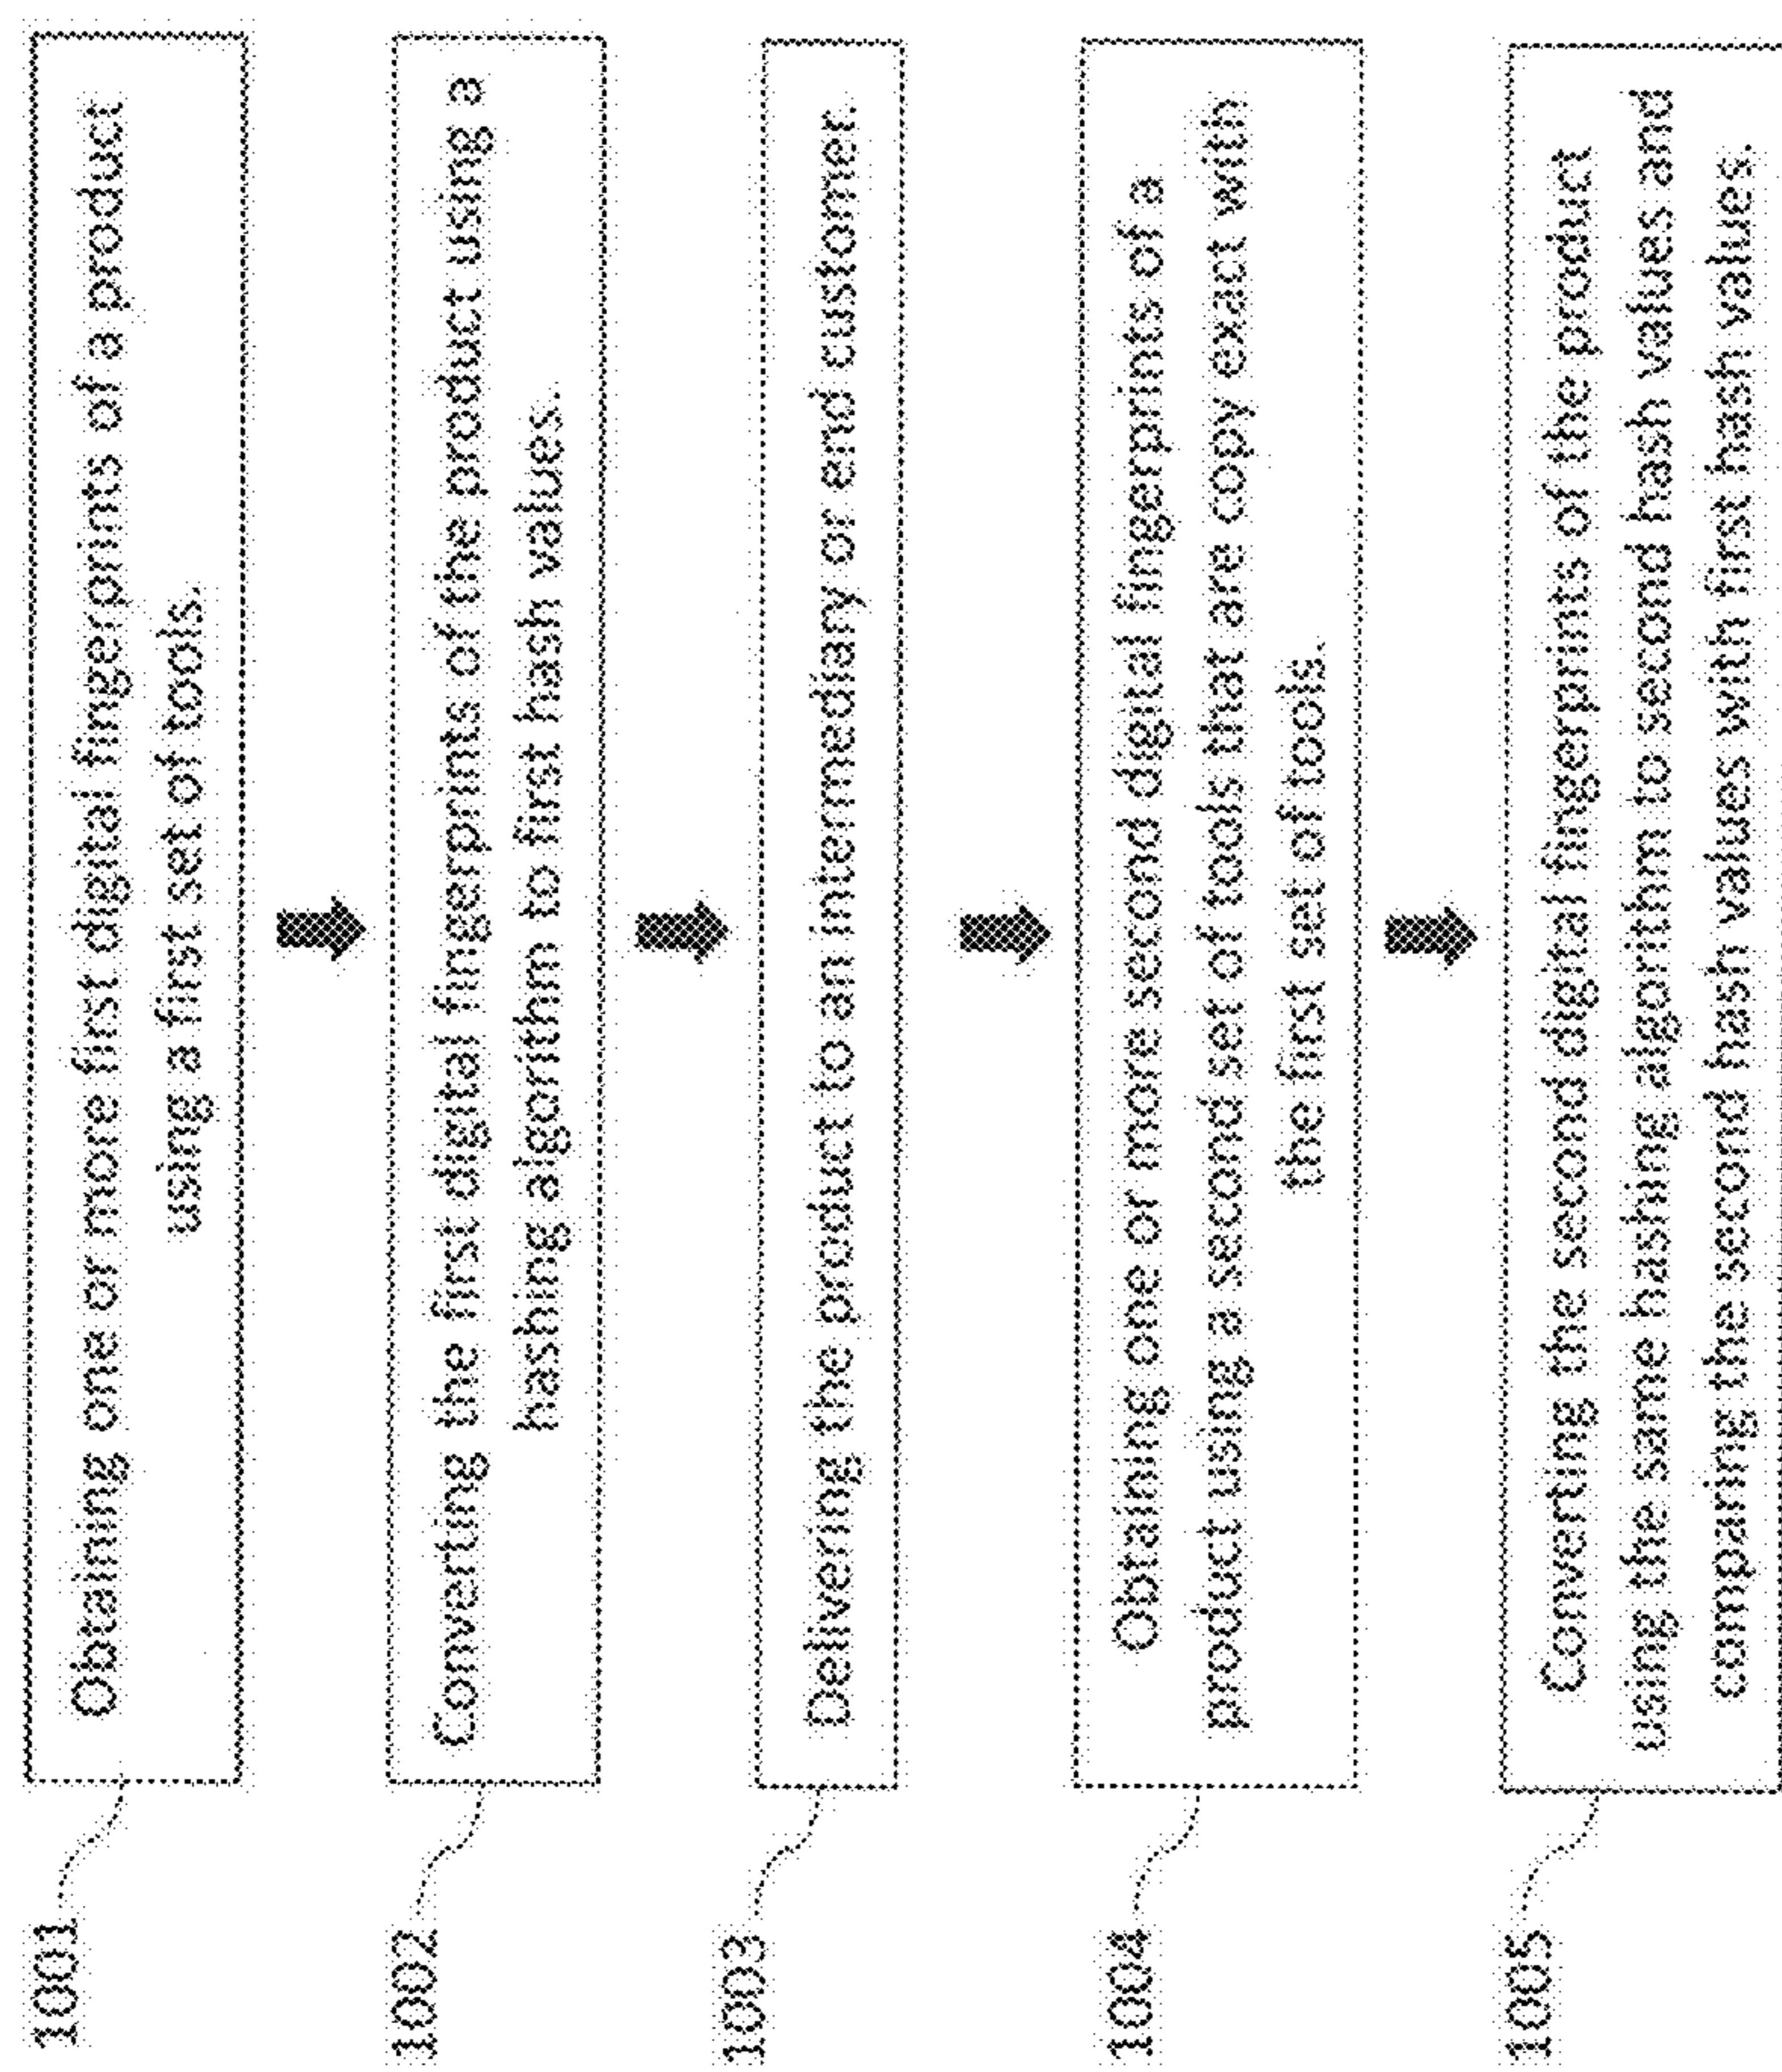 1001
Obtaining one or more first digital fingerprints of a product
using a first set of tools.
1002
Converting the first digital fingerprints of the product using a
hashing algorithm to first hash values.
1003
Delivering the product to an intermediary or end customer.
1004
Obtaining one or more second digital fingerprints of a
product using a second set of tools that are copy exact with
the first set of tools.
1005
Converting the second digital fingerprints of the product
using the same hashing algorithm to second hash values and
comparing the second hash values with first hash values.